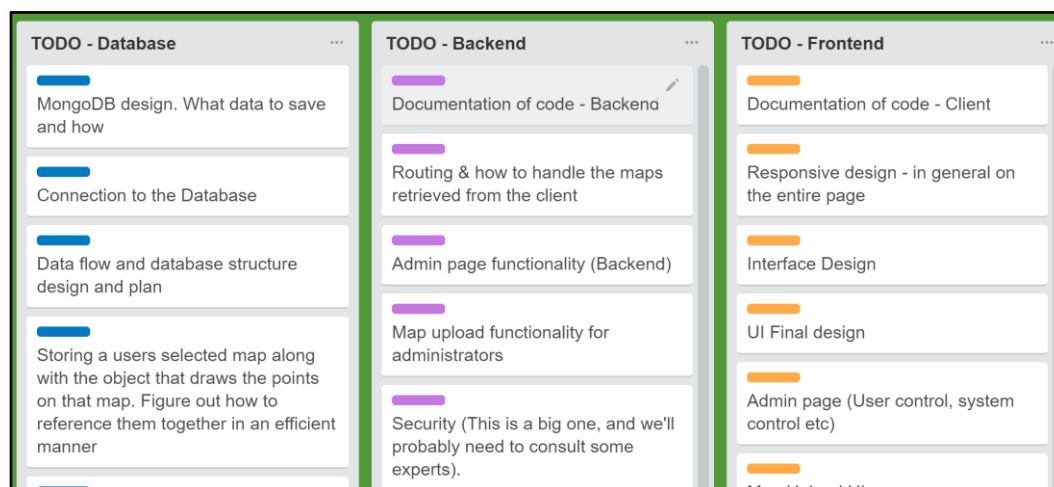 TODO - Database
MongoDB design. What data to save
and how
Connection to the Database
Data flow and database structure
design and plan
Storing a users selected map along
with the object that draws the points
on that map. Figure out how to
reference them together in an efficient
manner
TODO - Backend
Documentation of code - Backend
Routing & how to handle the maps
retrieved from the client
Admin page functionality (Backend)
Map upload functionality for
administrators
Security (This is a big one, and we'll
probably need to consult some
experts).
TODO - Frontend
Documentation of code - Client
Responsive design - in general on
the entire page
Interface Design
UI Final design
Admin page (User control, system
control etc)